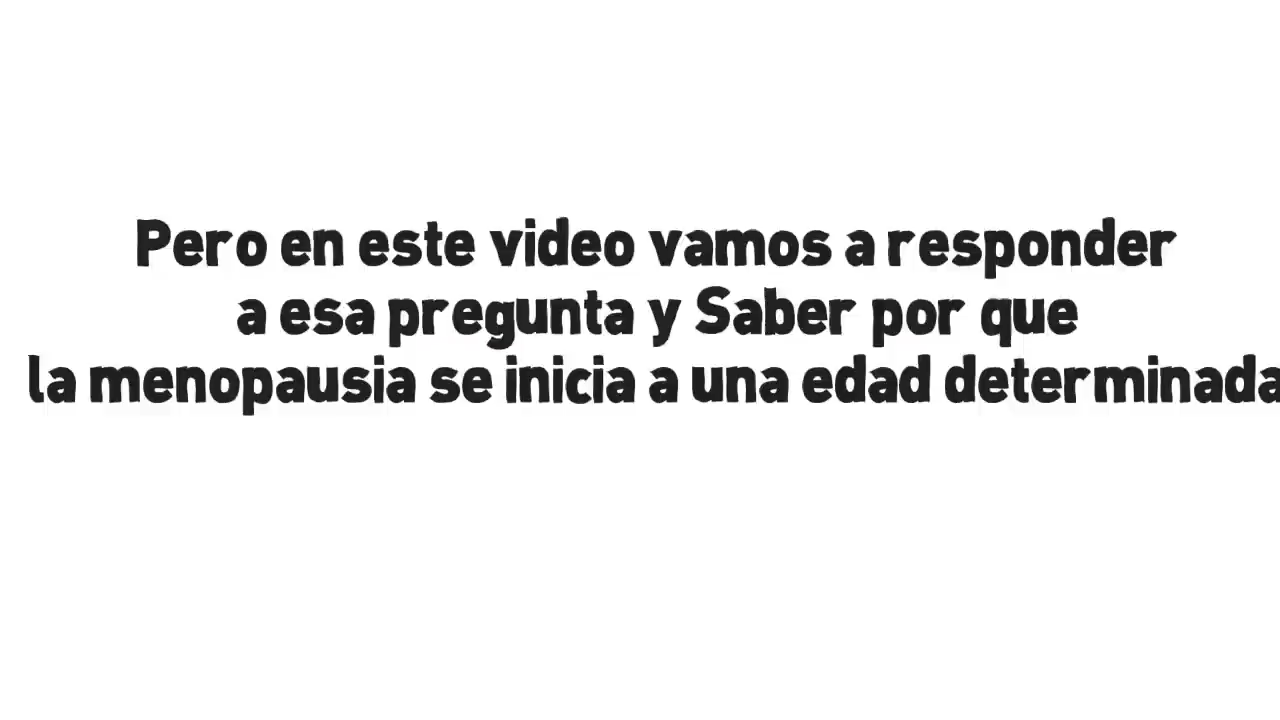 Pero en este video vamos a responder
a esa pregunta y Saber por que
la menopausia se inicia a una edad determinada